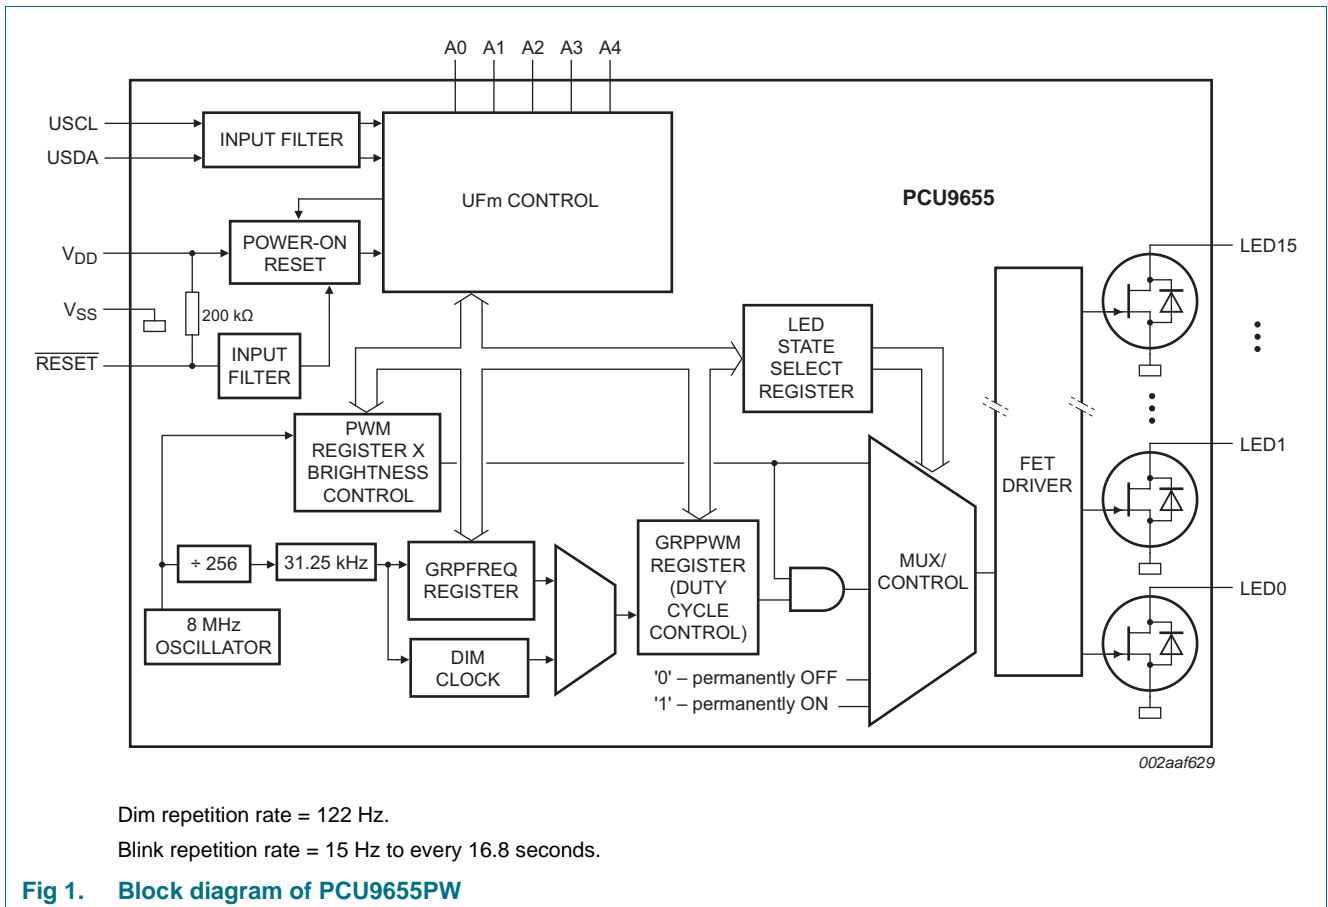 A0 A1 A2 A3 A4
USCL
USDA
INPUT FILTER
UFm CONTROL
PCU9655
VDD
POWER-ON
RESET
VSS
200 kΩ
RESET
INPUT
FILTER
LED
STATE
SELECT
REGISTER
LED15
PWM
REGISTER X
BRIGHTNESS
CONTROL
FET
DRIVER
LED1
÷ 256
31.25 kHz
GRPFREQ
REGISTER
GRPPWM
REGISTER
(DUTY
CYCLE
CONTROL)
MUX/
CONTROL
LED0
8 MHz
OSCILLATOR
DIM
CLOCK
'0' – permanently OFF
'1' – permanently ON
002aaf629
Dim repetition rate = 122 Hz.
Blink repetition rate = 15 Hz to every 16.8 seconds.
Fig 1. Block diagram of PCU9655PW